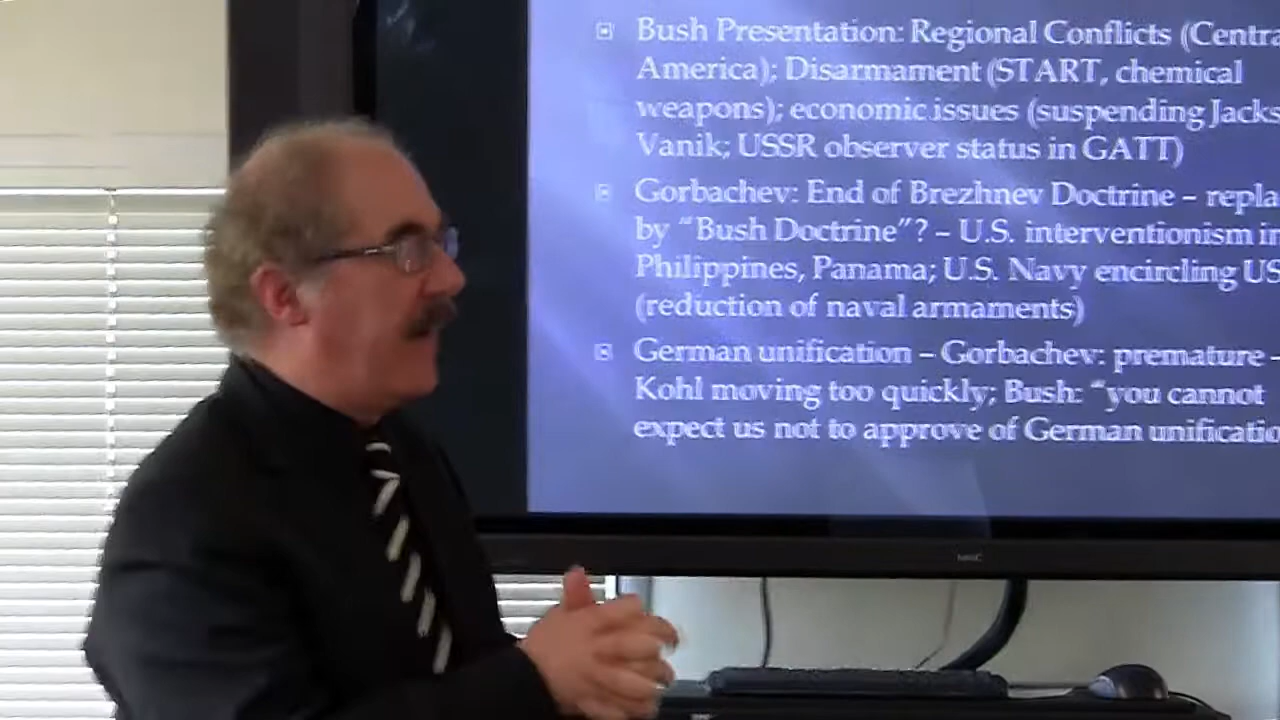 Bush Presentation: Regional Conflicts (Centra
America); Disarmament (START, chemical
weapons); economic issues (suspending Jacks
Vanik; USSR observer status in GATT)
Gorbachev: End of Brezhnev Doctrine – repla
by "Bush Doctrine"? – U.S. interventionism in
Philippines, Panama; U.S. Navy encircling US
(reduction of naval armaments)
German unification – Gorbachev: premature –
Kohl moving too quickly; Bush: "you cannot
expect us not to approve of German unificatio
NEC